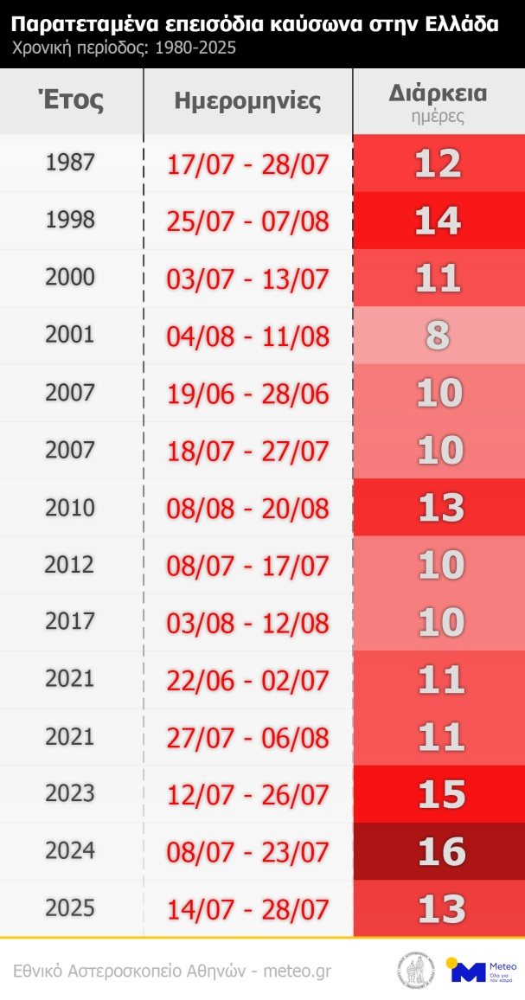 Παρατεταμένα επεισόδια καύσωνα στην Ελλάδα
Χρονική περίοδος: 1980-2025
Έτος Ημερομηνίες Διάρκεια
ημέρες
1987 17/07 - 28/07 12
1998 25/07 - 07/08 14
2000 03/07 - 13/07 11
2001 04/08 - 11/08 8
2007 19/06 - 28/06 10
2007 18/07 - 27/07 10
2010 08/08 - 20/08 13
2012 08/07 - 17/07 10
2017 03/08 - 12/08 10
2021 22/06 - 02/07 11
2021 27/07 - 06/08 11
2023 12/07 - 26/07 15
2024 08/07 - 23/07 16
2025 14/07 - 28/07 13
Εθνικό Αστεροσκοπείο Αθηνών - meteo.gr
Meteo
Όλα για
τον καιρό